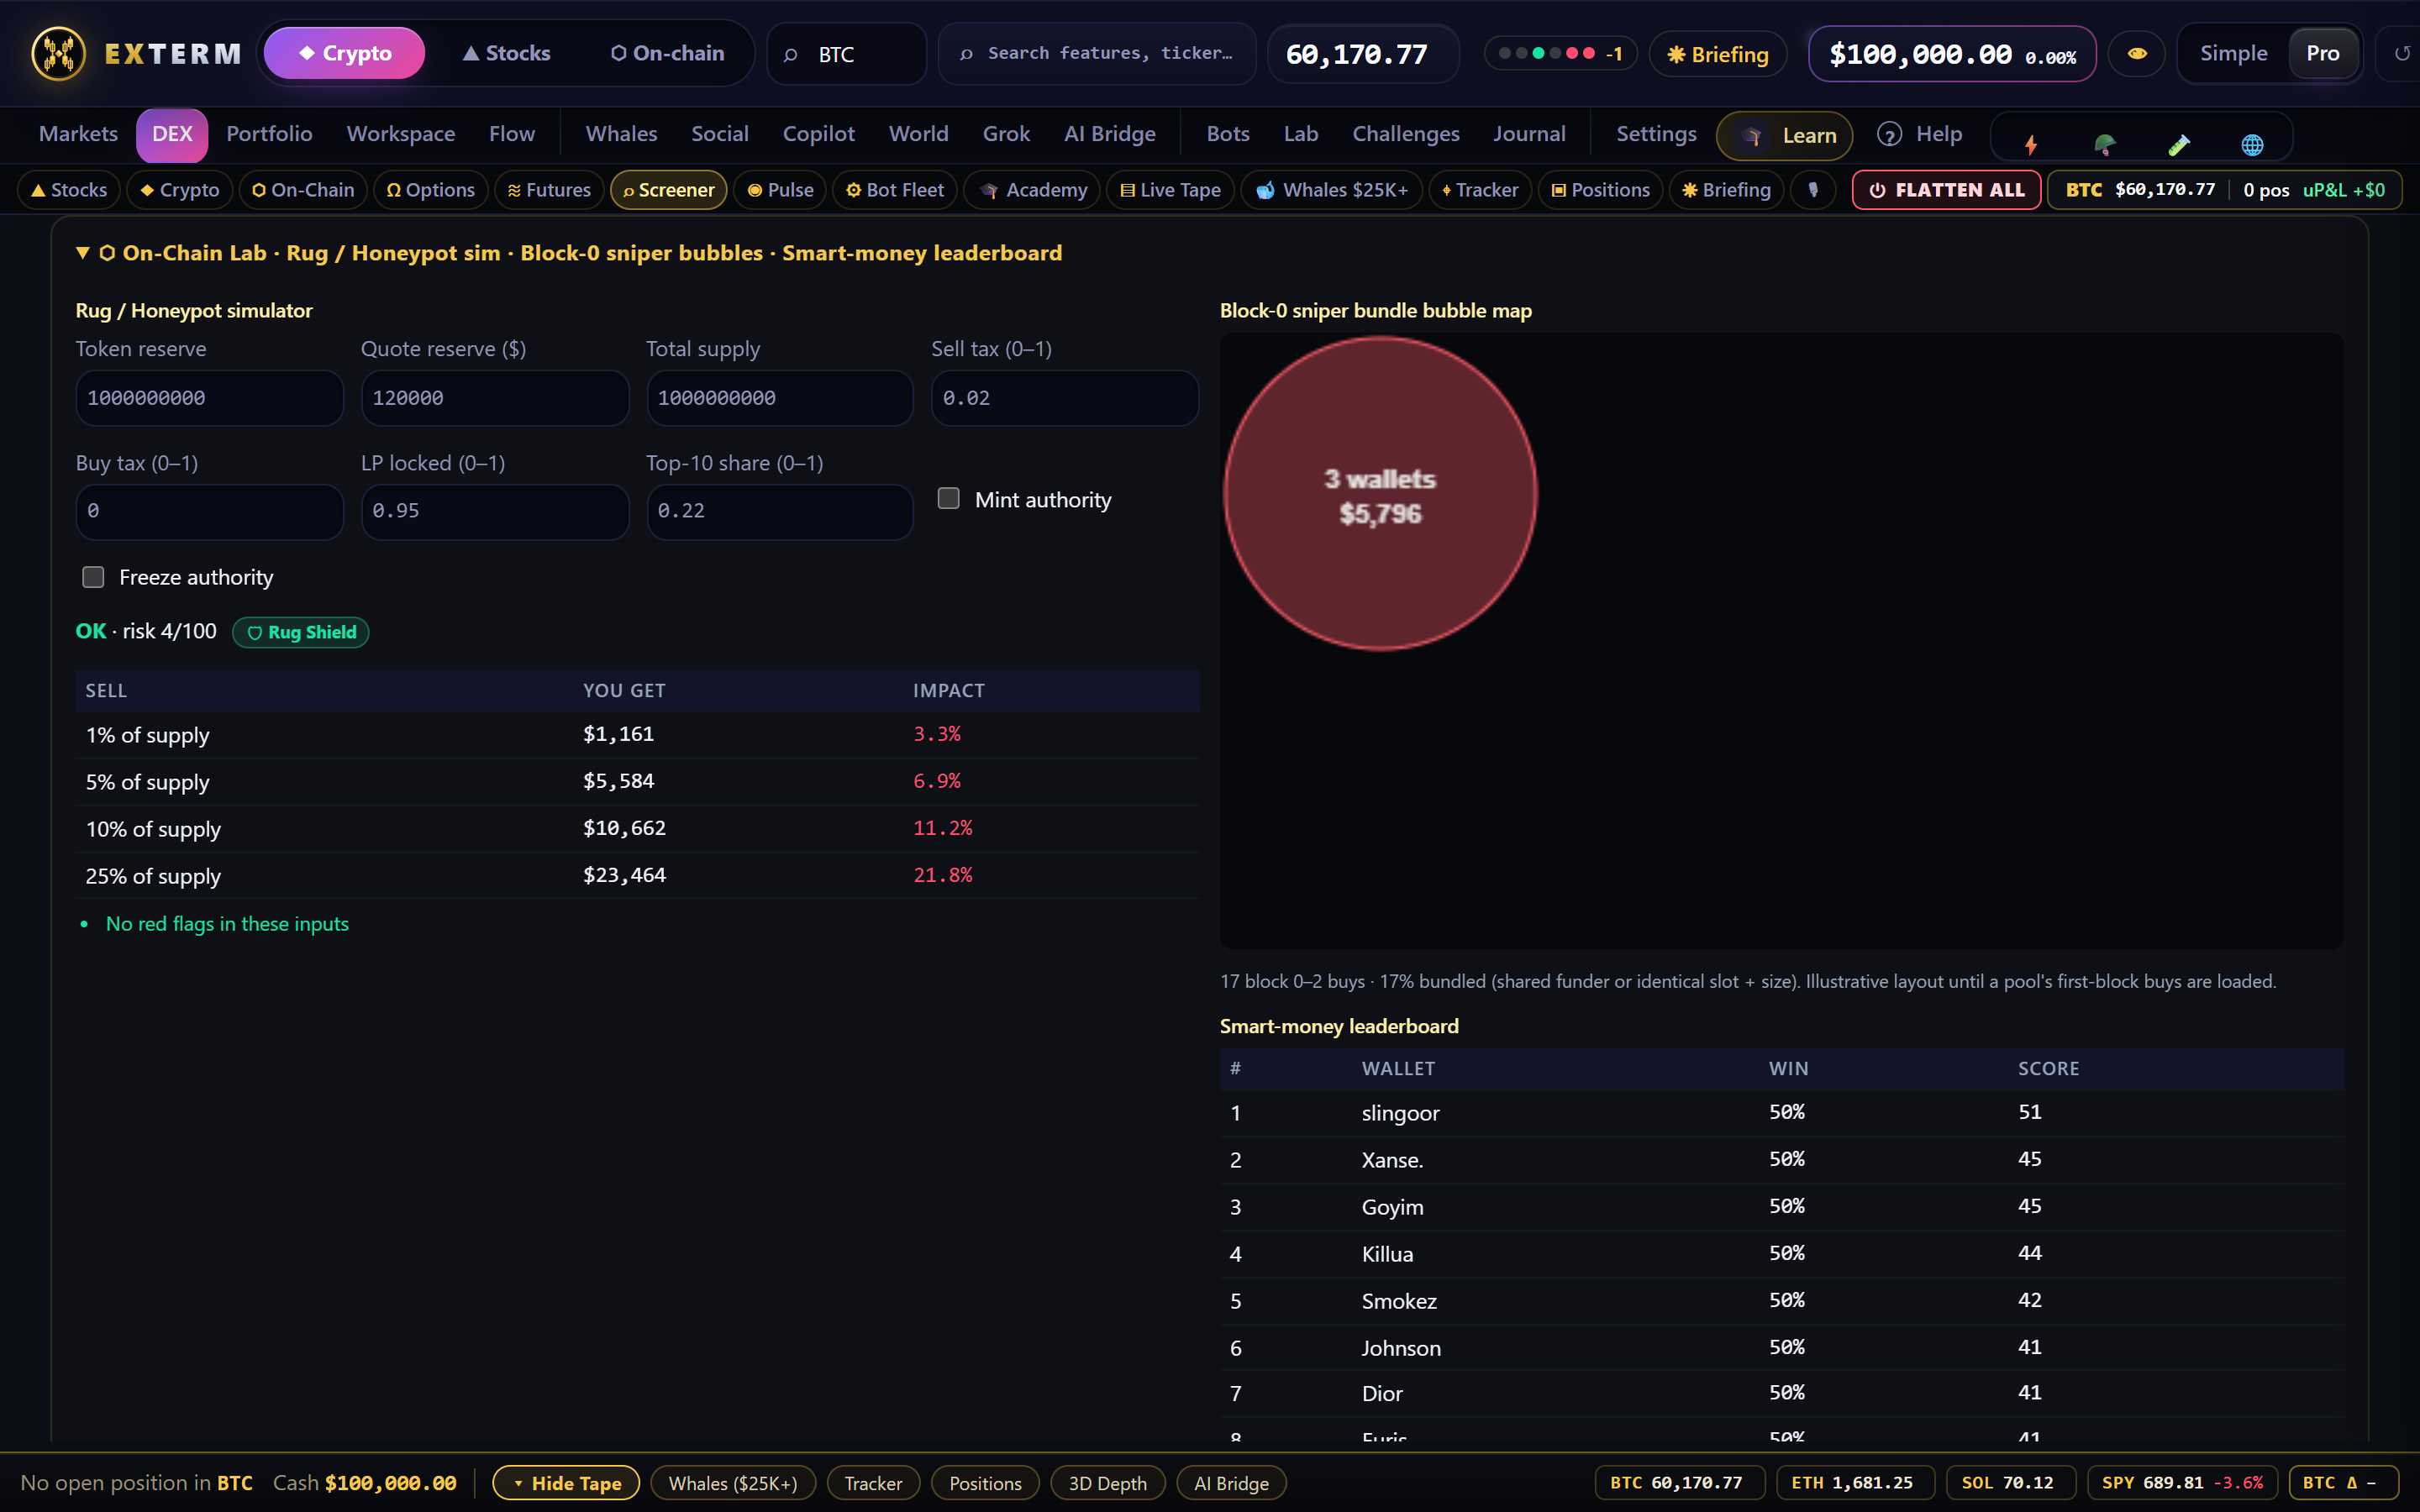 EXTERM
Crypto
Stocks
On-chain
BTC
Search features, ticker…
60,170.77
-1
Briefing
$100,000.00 0.00%
Simple
Pro
Markets DEX Portfolio Workspace Flow Whales Social Copilot World Grok AI Bridge Bots Lab Challenges Journal Settings Learn ? Help
Stocks Crypto On-Chain Options Futures Screener Pulse Bot Fleet Academy Live Tape Whales $25K+ Tracker Positions Briefing FLATTEN ALL BTC $60,170.77 0 pos uP&L +$0
On-Chain Lab · Rug / Honeypot sim · Block-0 sniper bubbles · Smart-money leaderboard
Rug / Honeypot simulator
Token reserve Quote reserve ($) Total supply Sell tax (0–1)
1000000000 120000 1000000000 0.02
Buy tax (0–1) LP locked (0–1) Top-10 share (0–1)
0 0.95 0.22 Mint authority
Freeze authority
OK · risk 4/100 Rug Shield
SELL YOU GET IMPACT
1% of supply $1,161 3.3%
5% of supply $5,584 6.9%
10% of supply $10,662 11.2%
25% of supply $23,464 21.8%
• No red flags in these inputs
Block-0 sniper bundle bubble map
3 wallets
$5,796
17 block 0–2 buys · 17% bundled (shared funder or identical slot + size). Illustrative layout until a pool's first-block buys are loaded.
Smart-money leaderboard
# WALLET WIN SCORE
1 slingoor 50% 51
2 Xanse. 50% 45
3 Goyim 50% 45
4 Killua 50% 44
5 Smokez 50% 42
6 Johnson 50% 41
7 Dior 50% 41
8 50% 41
No open position in BTC Cash $100,000.00 Hide Tape Whales ($25K+) Tracker Positions 3D Depth AI Bridge BTC 60,170.77 ETH 1,681.25 SOL 70.12 SPY 689.81 -3.6% BTC Δ –